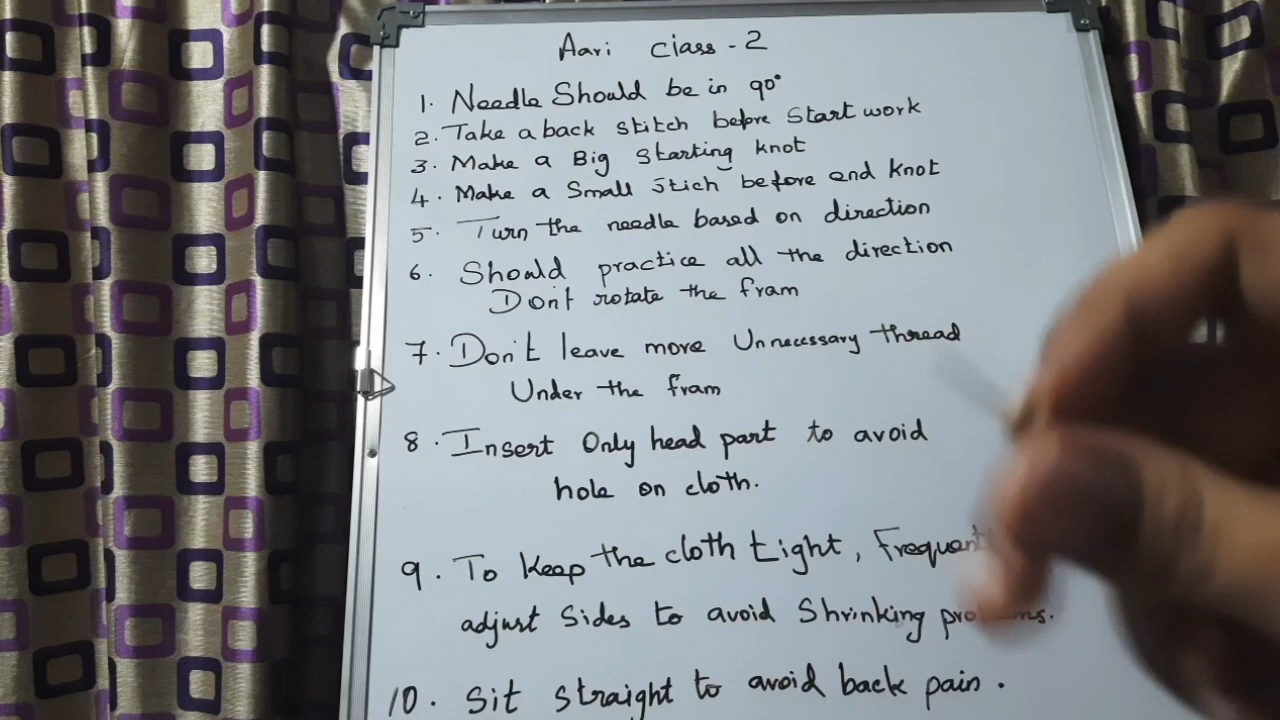 Aari Class - 2
1. Needle Should be in 90°
2. Take a back stitch before Start work
3. Make a Big Starting knot
4. Make a Small Stich before end knot
5. Turn the needle based on direction
6. Should practice all the direction
Don't rotate the fram
7. Don't leave more Unnecessary thread
Under the fram
8. Insert Only head part to avoid
hole on cloth.
9. To Keep the cloth tight,
adjust Sides to avoid Shrinking
10. Sit straight to avoid back pain.